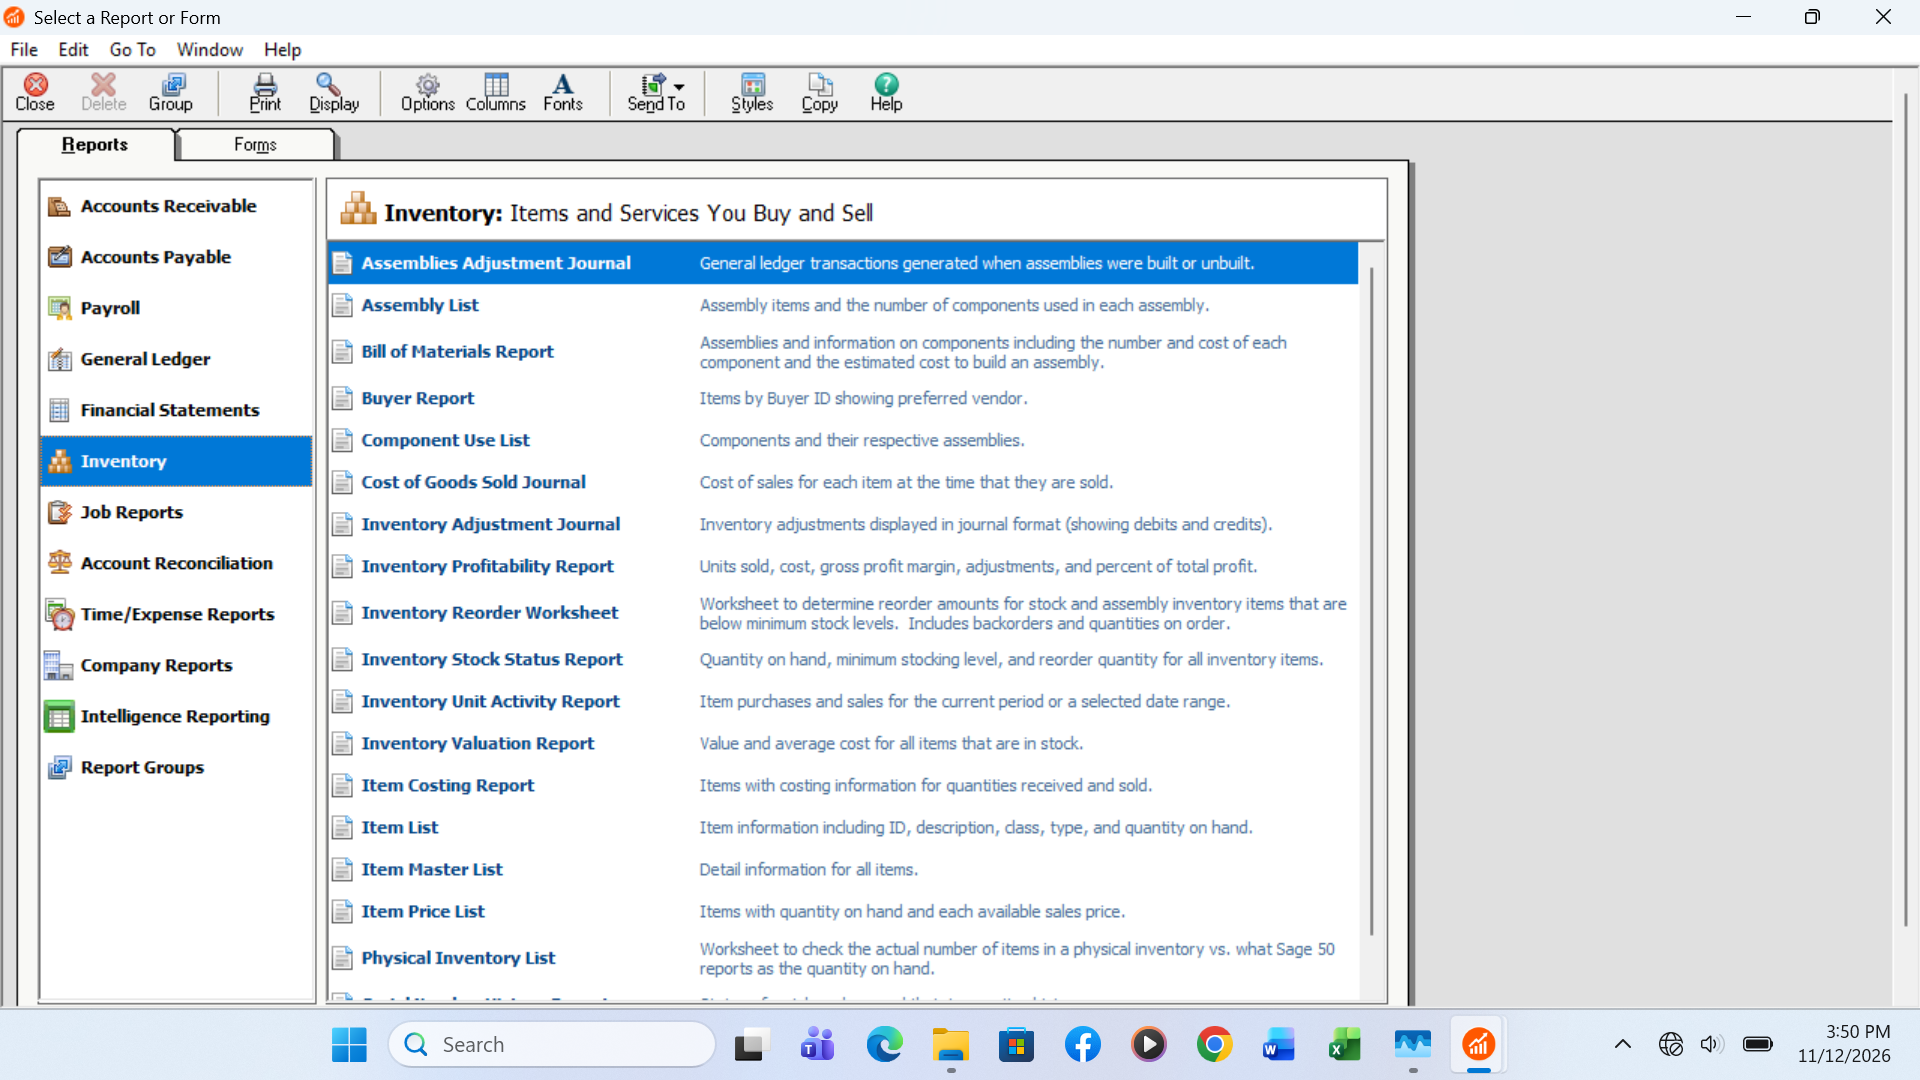 Select a Report or Form
File Edit Go To Window Help
Close Delete Group Print Display Options Columns Fonts Send To Styles Copy Help
Reports Forms
Accounts Receivable
Accounts Payable
Payroll
General Ledger
Financial Statements
Inventory
Job Reports
Account Reconciliation
Time/Expense Reports
Company Reports
Intelligence Reporting
Report Groups
Inventory: Items and Services You Buy and Sell
Assemblies Adjustment Journal General ledger transactions generated when assemblies were built or unbuilt.
Assembly List Assembly items and the number of components used in each assembly.
Bill of Materials Report Assemblies and information on components including the number and cost of each
component and the estimated cost to build an assembly.
Buyer Report Items by Buyer ID showing preferred vendor.
Component Use List Components and their respective assemblies.
Cost of Goods Sold Journal Cost of sales for each item at the time that they are sold.
Inventory Adjustment Journal Inventory adjustments displayed in journal format (showing debits and credits).
Inventory Profitability Report Units sold, cost, gross profit margin, adjustments, and percent of total profit.
Inventory Reorder Worksheet Worksheet to determine reorder amounts for stock and assembly inventory items that are
below minimum stock levels. Includes backorders and quantities on order.
Inventory Stock Status Report Quantity on hand, minimum stocking level, and reorder quantity for all inventory items.
Inventory Unit Activity Report Item purchases and sales for the current period or a selected date range.
Inventory Valuation Report Value and average cost for all items that are in stock.
Item Costing Report Items with costing information for quantities received and sold.
Item List Item information including ID, description, class, type, and quantity on hand.
Item Master List Detail information for all items.
Item Price List Items with quantity on hand and each available sales price.
Physical Inventory List Worksheet to check the actual number of items in a physical inventory vs. what Sage 50
reports as the quantity on hand.
Search
3:50 PM
11/12/2026